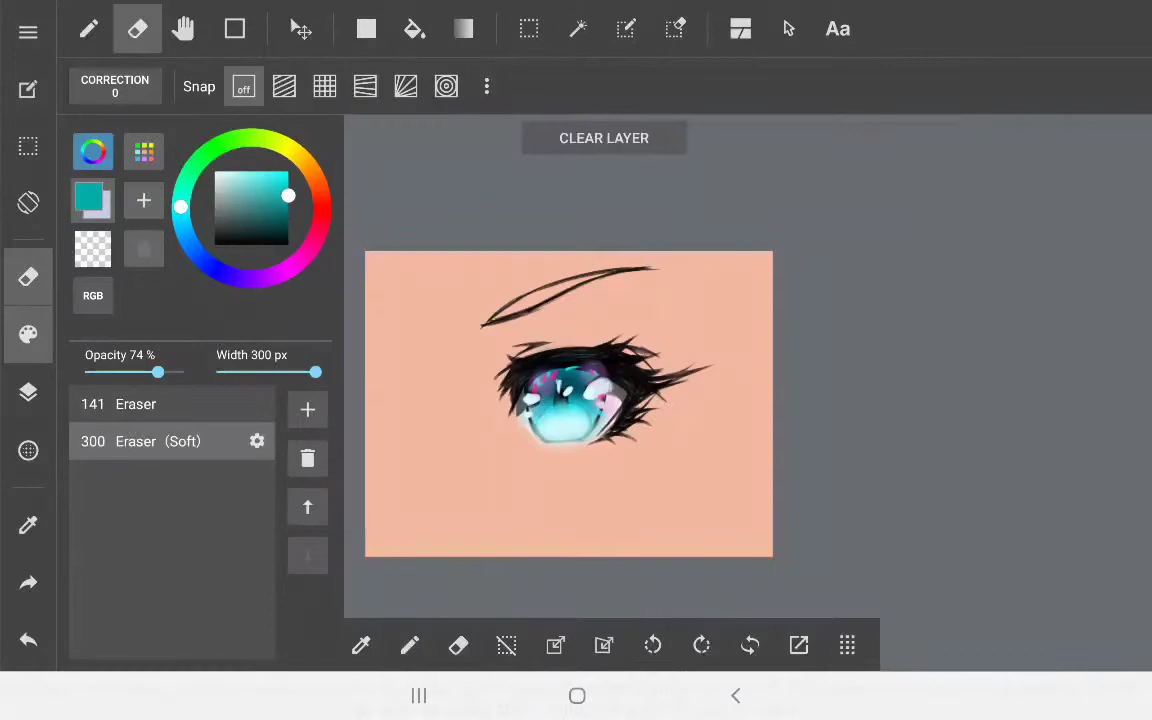 Aa
CORRECTION
0
Snap
off
CLEAR LAYER
RGB
Opacity 74 %
Width 300 px
141 Eraser
300 Eraser (Soft)